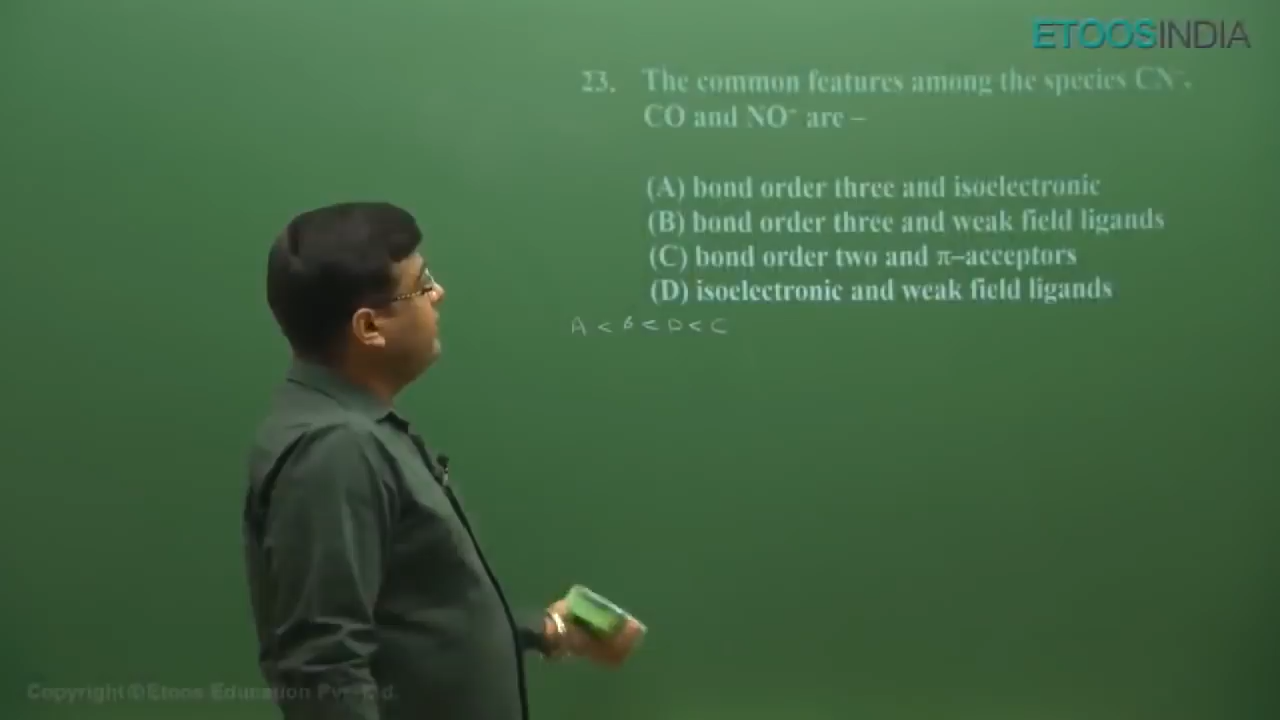 ETOOSINDIA
23. The common features among the species CN⁻,
CO and NO⁺ are –
(A) bond order three and isoelectronic
(B) bond order three and weak field ligands
(C) bond order two and π–acceptors
(D) isoelectronic and weak field ligands
A < B < D < C
Copyright © Etoos Education Pvt. Ltd.